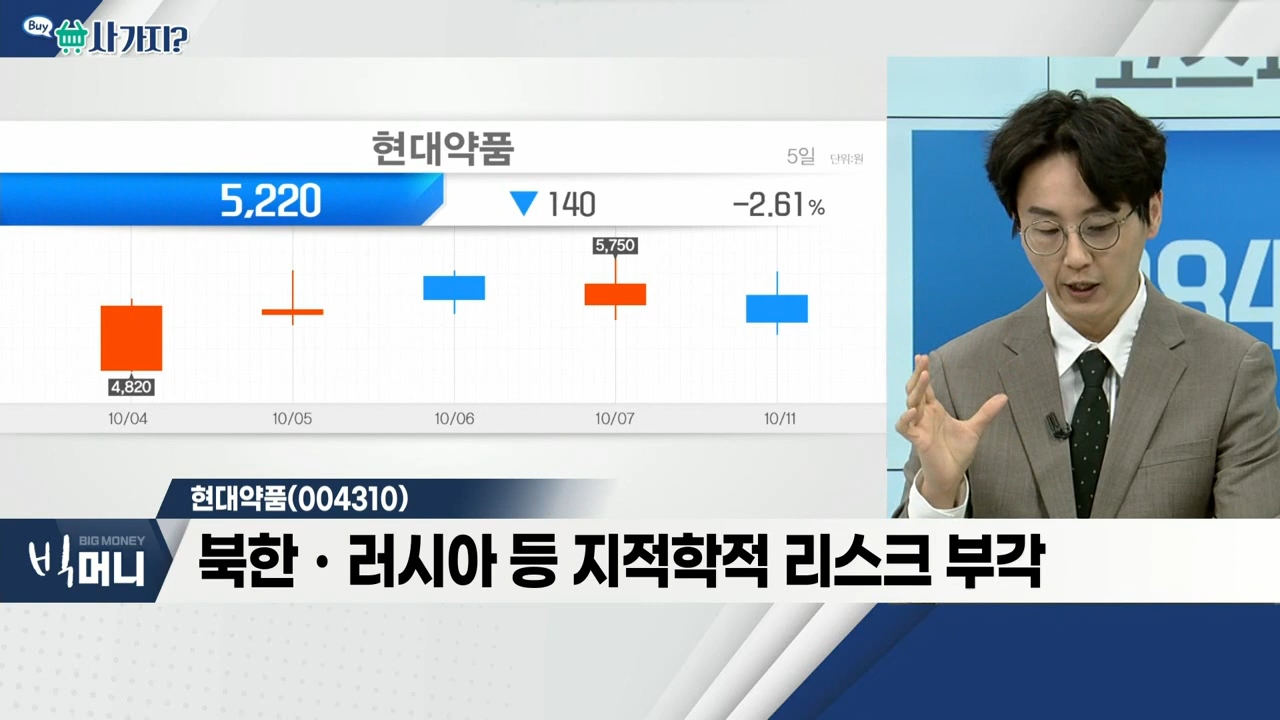 Buy
사가지?
현대약품
5일 단위:원
5,220 ▼ 140 -2.61%
5,750
4,820
10/04 10/05 10/06 10/07 10/11
현대약품(004310)
BIG MONEY
빅머니
북한 · 러시아 등 지적학적 리스크 부각